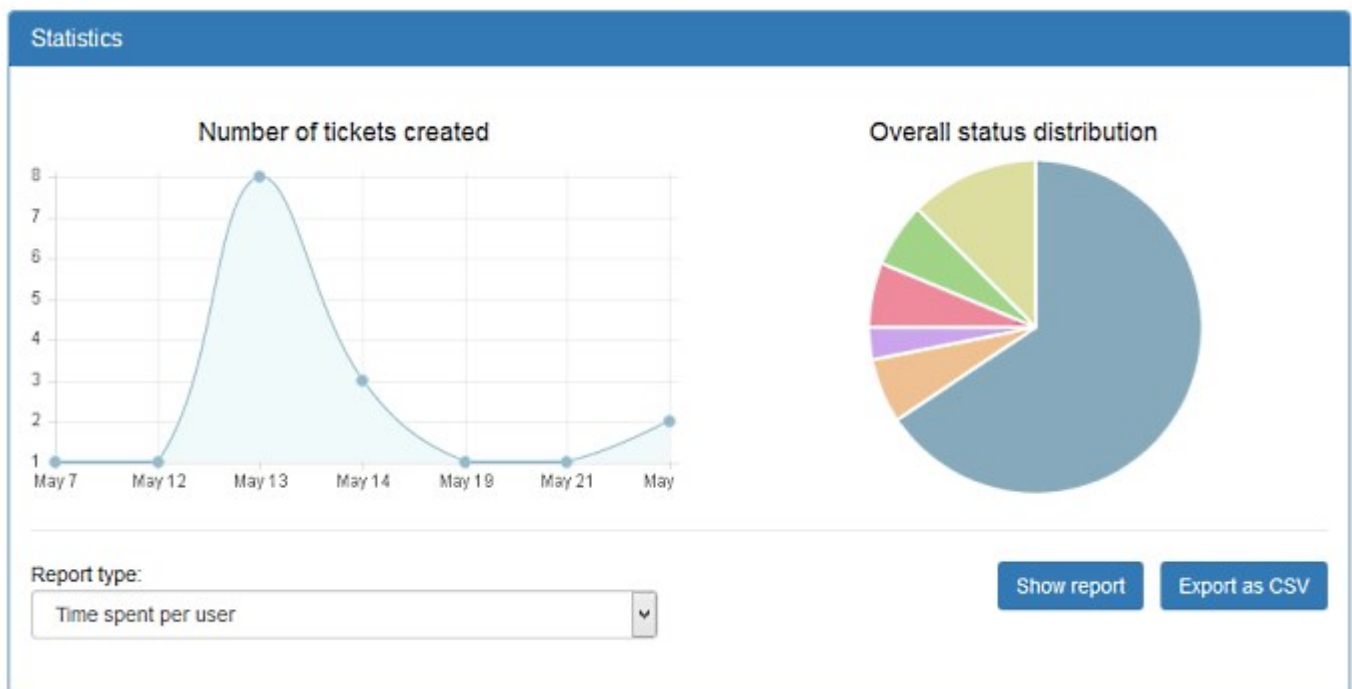 Statistics
Number of tickets created
Overall status distribution
8
7
6
5
4
3
2
1
May 7 May 12 May 13 May 14 May 19 May 21 May
Report type:
Time spent per user
Show report Export as CSV